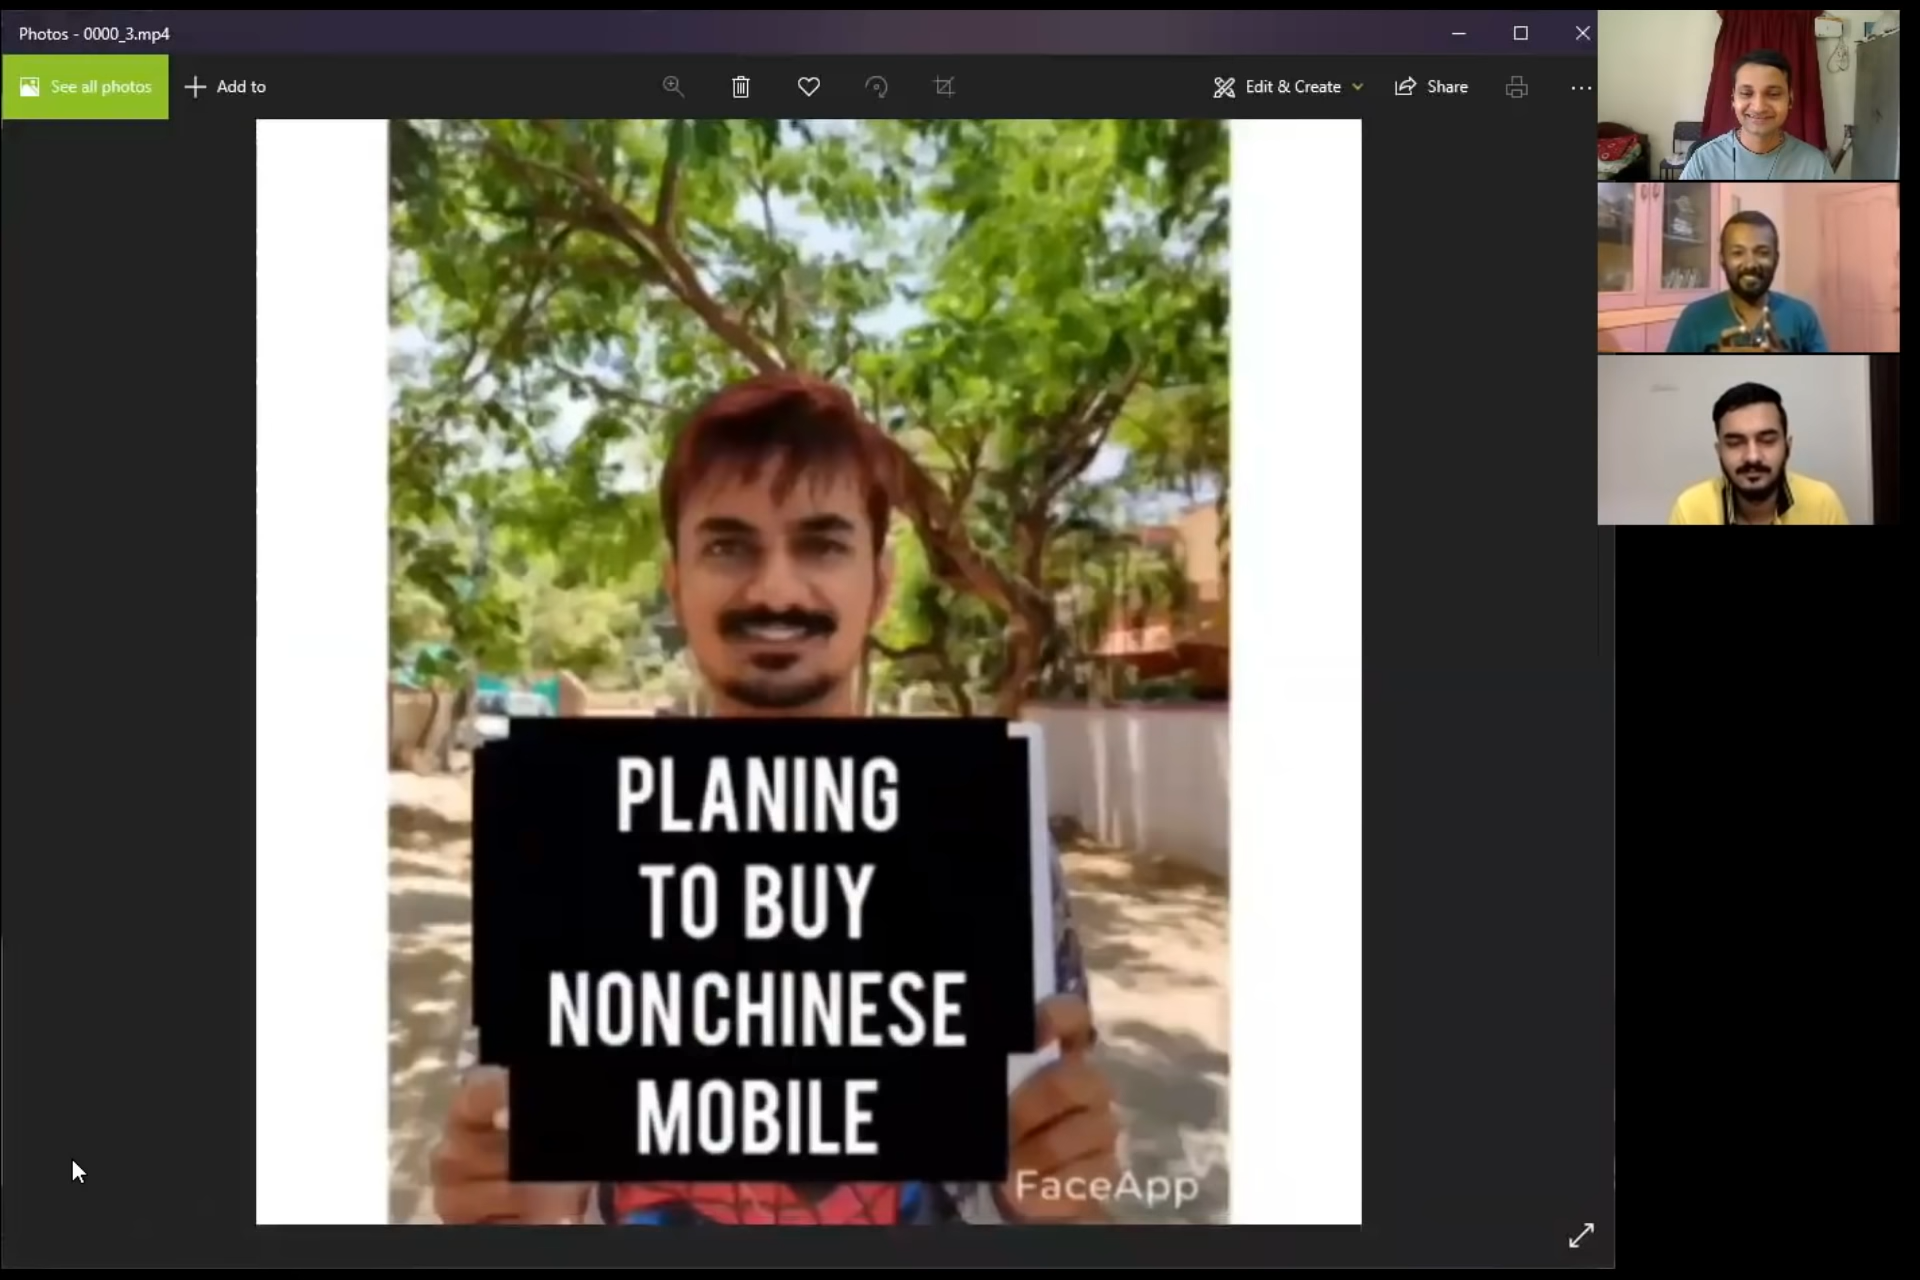 Photos - 0000_3.mp4
See all photos
Add to
Edit & Create
Share
PLANING
TO BUY
NONCHINESE
MOBILE
FaceApp